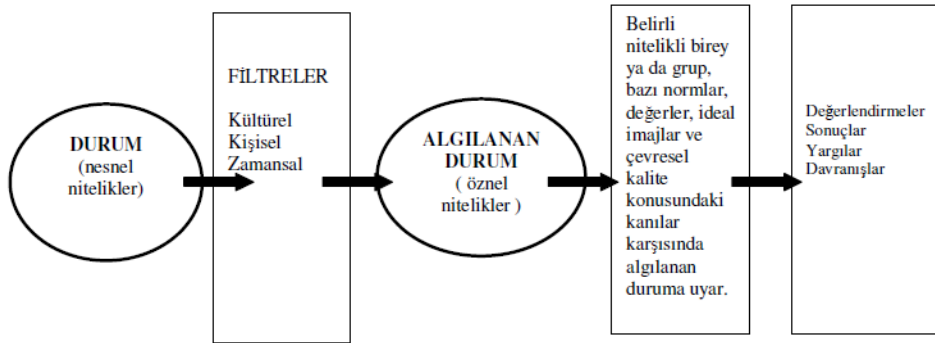 DURUM
(nesnel
nitelikler)
FİLTRELER
Kültürel
Kişisel
Zamansal
ALGILANAN
DURUM
( öznel
nitelikler )
Belirli
nitelikli birey
ya da grup,
bazı normlar,
değerler, ideal
imajlar ve
çevresel
kalite
konusundaki
kanılar
karşısında
algılanan
duruma uyar.
Değerlendirmeler
Sonuçlar
Yargılar
Davranışlar